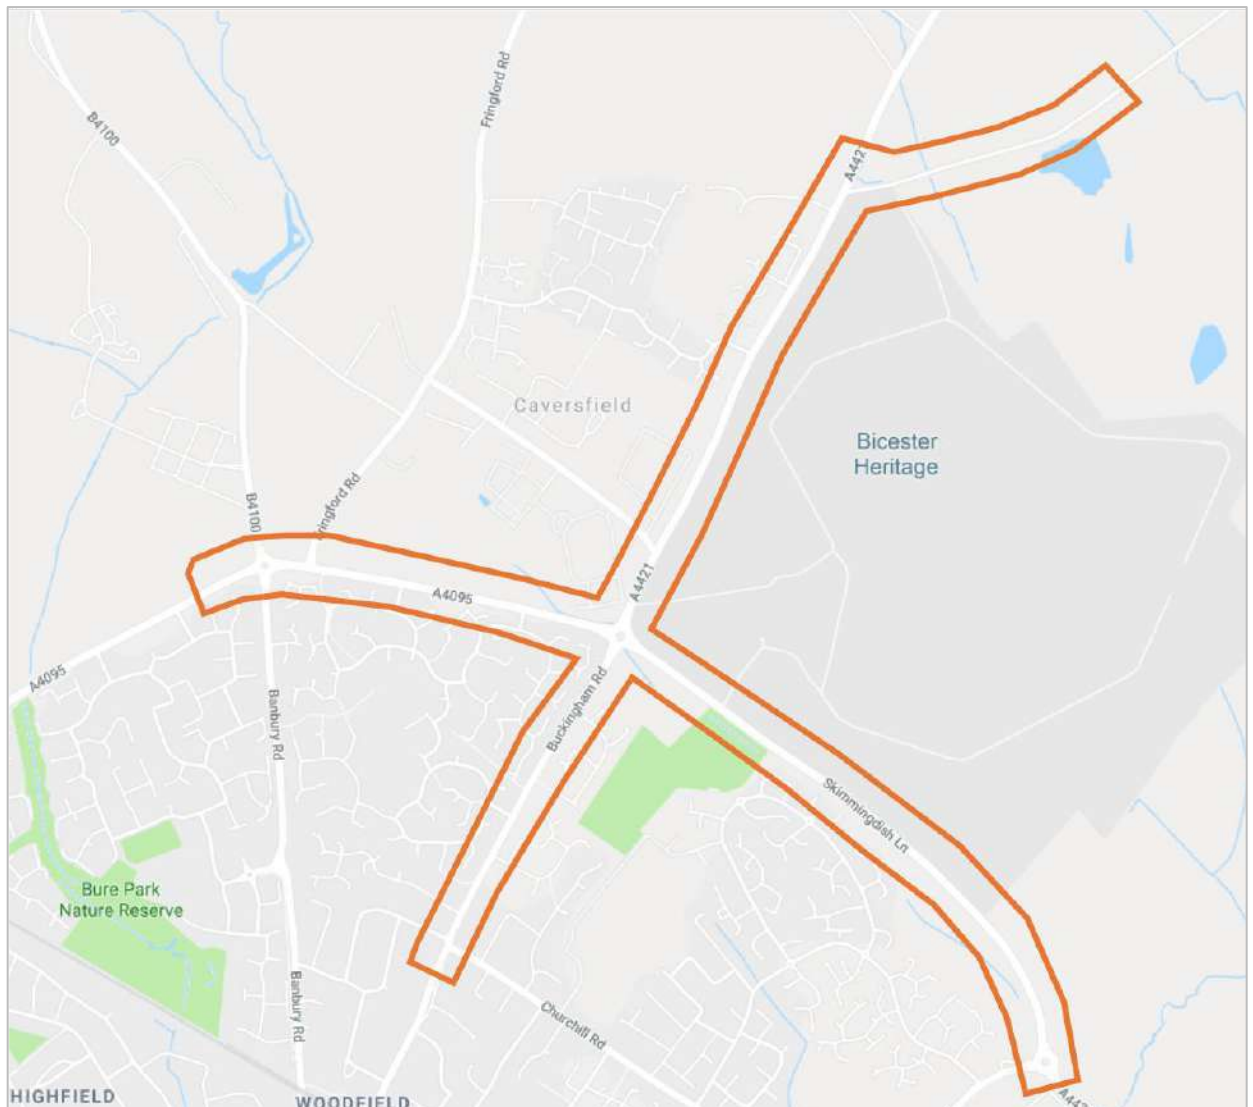 B4100
Fringford Rd
A4421
Caversfield
Bicester
Heritage
B4100
Fringford Rd
A4421
A4095
A4095
Banbury Rd
Buckingham Rd
Skimmingdish Ln
Bure Park
Nature Reserve
Banbury Rd
Churchill Rd
HIGHFIELD
WOODFIELD